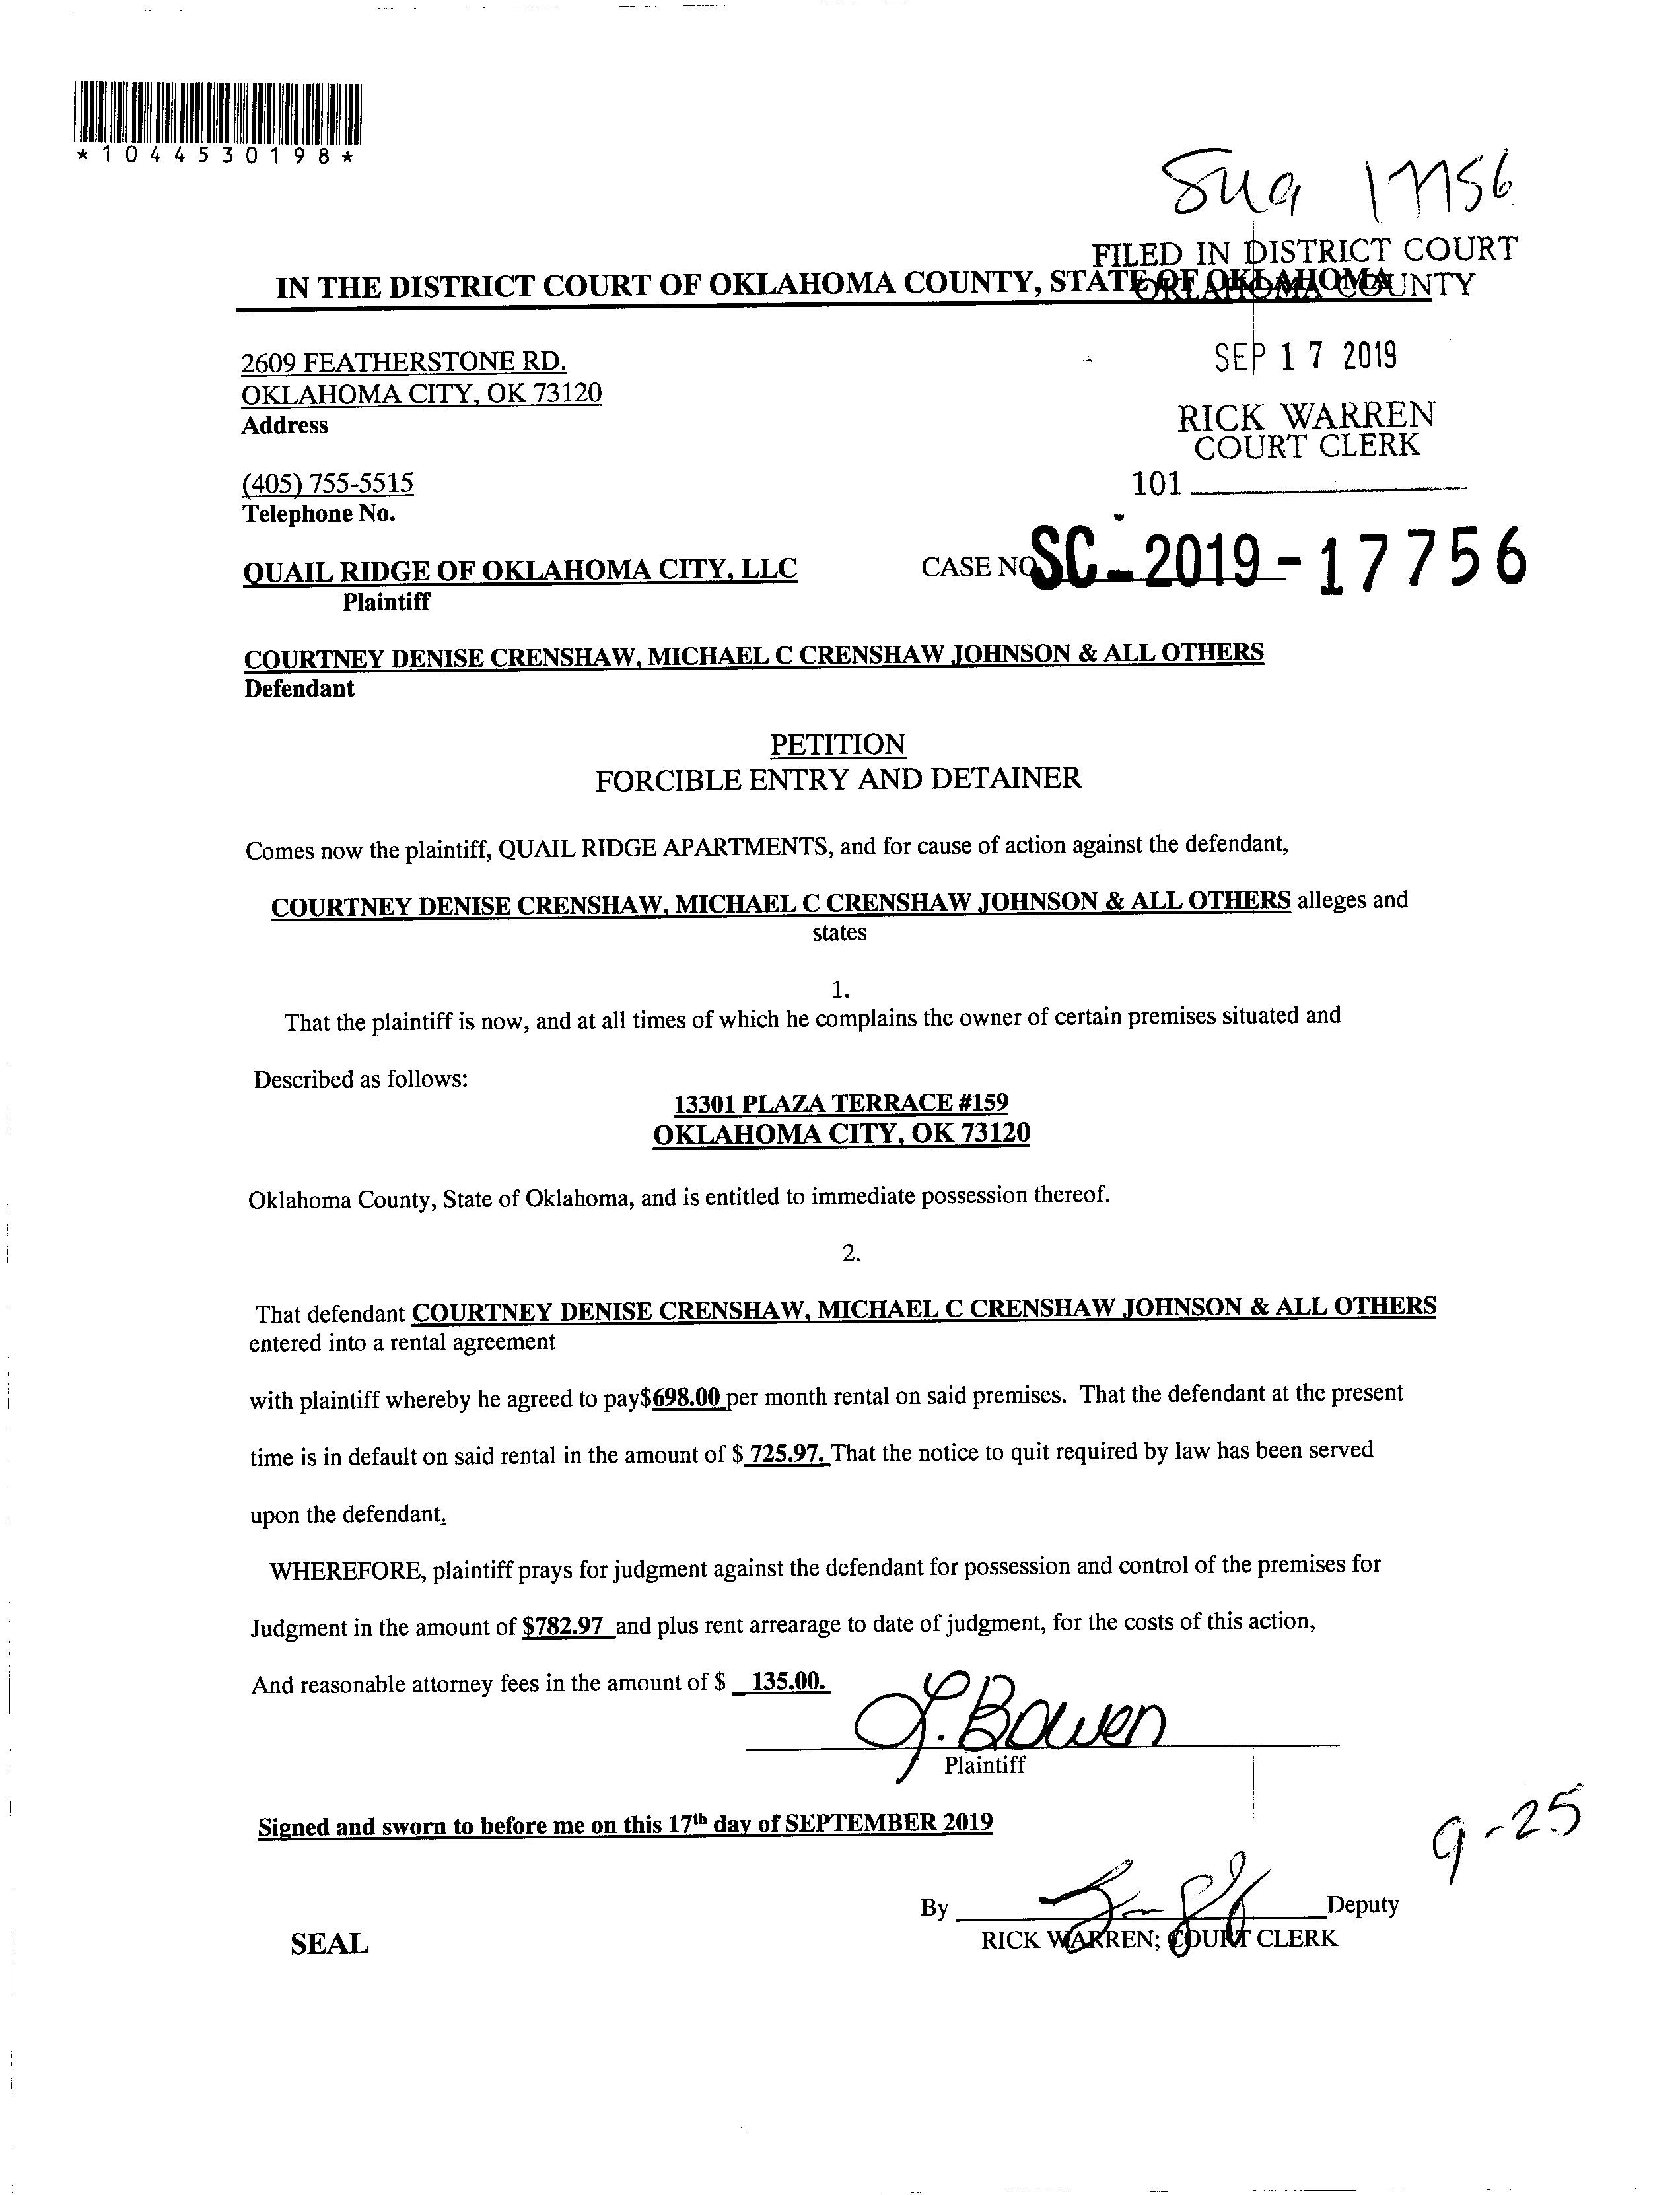 *1044530198*
17756
FILED IN DISTRICT COURT
OKLAHOMA COUNTY
IN THE DISTRICT COURT OF OKLAHOMA COUNTY, STATE OF OKLAHOMA
SEP 17 2019
RICK WARREN
COURT CLERK
101
2609 FEATHERSTONE RD.
OKLAHOMA CITY, OK 73120
Address
(405) 755-5515
Telephone No.
QUAIL RIDGE OF OKLAHOMA CITY, LLC CASE NO SC-2019-17756
Plaintiff
COURTNEY DENISE CRENSHAW, MICHAEL C CRENSHAW JOHNSON & ALL OTHERS
Defendant
PETITION
FORCIBLE ENTRY AND DETAINER
Comes now the plaintiff, QUAIL RIDGE APARTMENTS, and for cause of action against the defendant,
COURTNEY DENISE CRENSHAW, MICHAEL C CRENSHAW JOHNSON & ALL OTHERS alleges and
states
1.
That the plaintiff is now, and at all times of which he complains the owner of certain premises situated and
Described as follows:
13301 PLAZA TERRACE #159
OKLAHOMA CITY, OK 73120
Oklahoma County, State of Oklahoma, and is entitled to immediate possession thereof.
2.
That defendant COURTNEY DENISE CRENSHAW, MICHAEL C CRENSHAW JOHNSON & ALL OTHERS
entered into a rental agreement
with plaintiff whereby he agreed to pay$698.00 per month rental on said premises. That the defendant at the present
time is in default on said rental in the amount of $ 725.97. That the notice to quit required by law has been served
upon the defendant.
WHEREFORE, plaintiff prays for judgment against the defendant for possession and control of the premises for
Judgment in the amount of $782.97 and plus rent arrearage to date of judgment, for the costs of this action,
And reasonable attorney fees in the amount of $ 135.00.
L. Bowen
Plaintiff
Signed and sworn to before me on this 17th day of SEPTEMBER 2019
9-25
By Deputy
RICK WARREN; COURT CLERK
SEAL